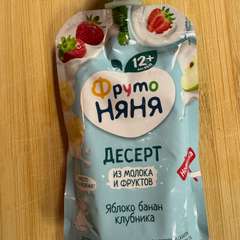 12+
Фруто
НЯНЯ
ДЕСЕРТ
ИЗ МОЛОКА
И ФРУКТОВ
Яблоко банан
клубника